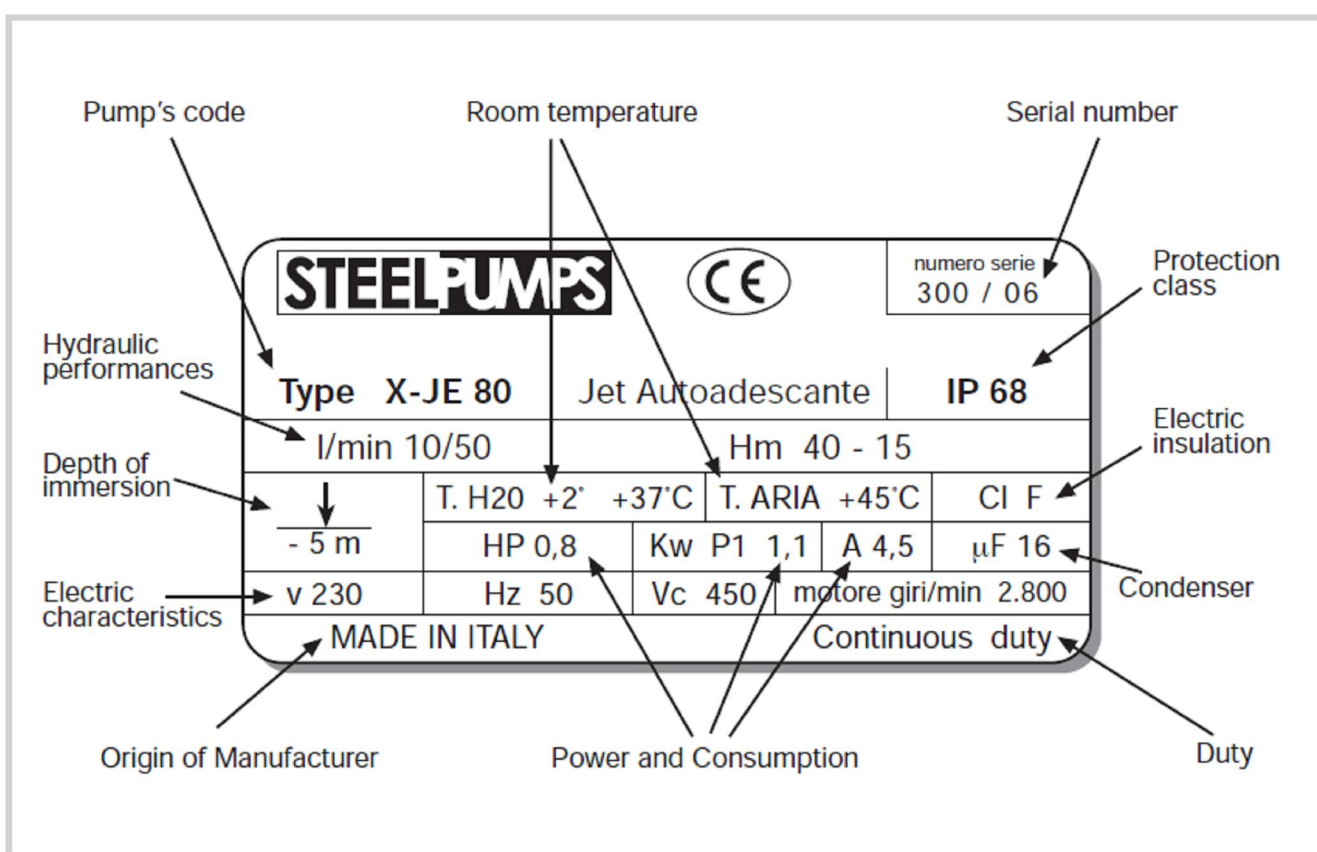 Pump's code Room temperature Serial number
STEELPUMPS CE numero serie
300 / 06
Protection
class
Hydraulic
performances
Type X-JE 80 Jet Autoadescante IP 68
Electric
insulation
l/min 10/50 Hm 40 - 15
Depth of
immersion
T. H20 +2° +37°C T. ARIA +45°C Cl F
- 5 m HP 0,8 Kw P1 1,1 A 4,5 μF 16
Condenser
Electric
characteristics
v 230 Hz 50 Vc 450 motore giri/min 2.800
MADE IN ITALY Continuous duty
Origin of Manufacturer Power and Consumption Duty